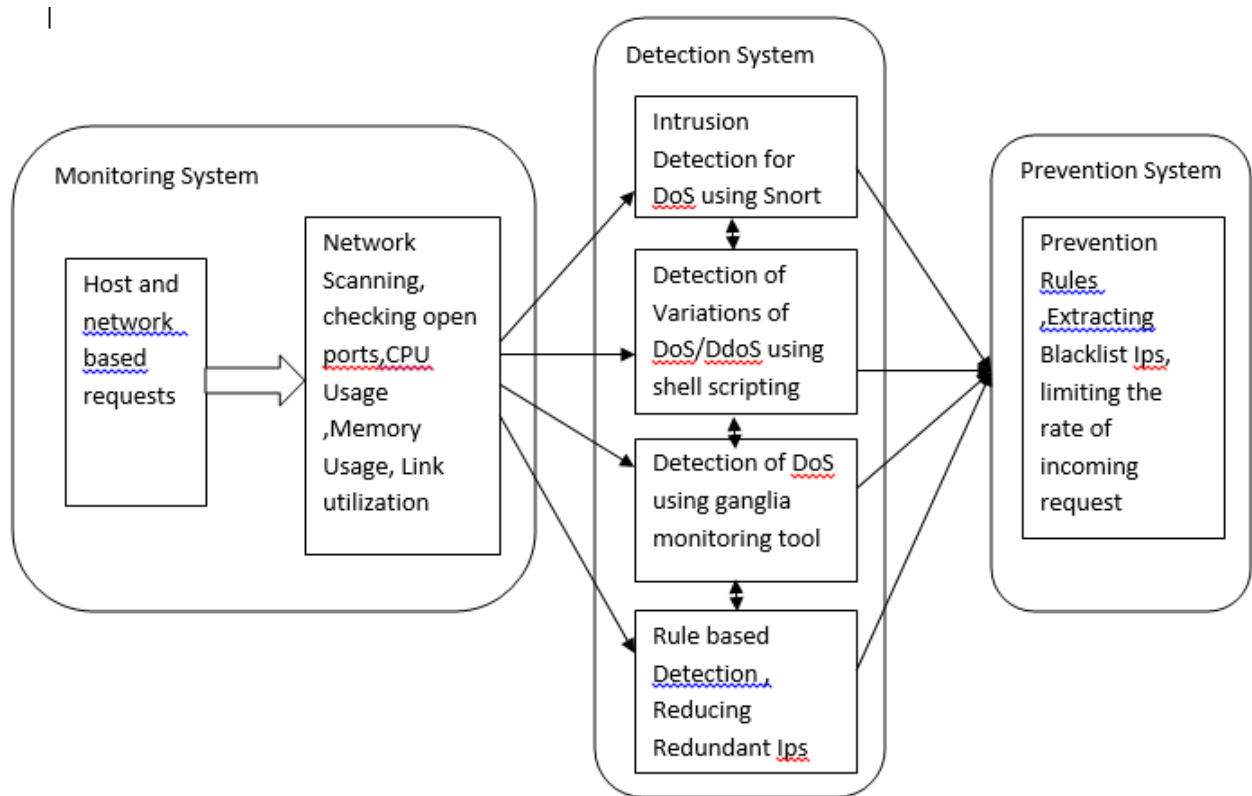 Monitoring System
Host and
network
based
requests
Network
Scanning,
checking open
ports,CPU
Usage
,Memory
Usage, Link
utilization
Detection System
Intrusion
Detection for
DoS using Snort
Detection of
Variations of
DoS/DdoS using
shell scripting
Detection of DoS
using ganglia
monitoring tool
Rule based
Detection ,
Reducing
Redundant Ips
Prevention System
Prevention
Rules
,Extracting
Blacklist Ips,
limiting the
rate of
incoming
request